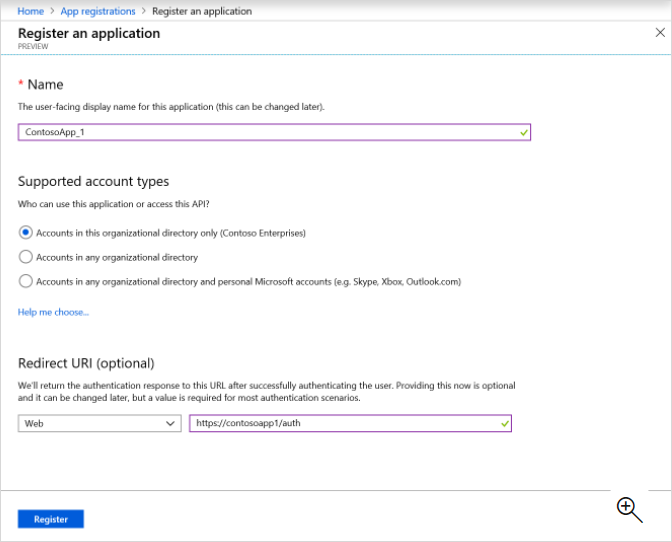 Home > App registrations > Register an application
Register an application
PREVIEW
* Name
The user-facing display name for this application (this can be changed later).
ContosoApp_1
Supported account types
Who can use this application or access this API?
Accounts in this organizational directory only (Contoso Enterprises)
Accounts in any organizational directory
Accounts in any organizational directory and personal Microsoft accounts (e.g. Skype, Xbox, Outlook.com)
Help me choose...
Redirect URI (optional)
We'll return the authentication response to this URL after successfully authenticating the user. Providing this now is optional
and it can be changed later, but a value is required for most authentication scenarios.
Web https://contosoapp1/auth
Register